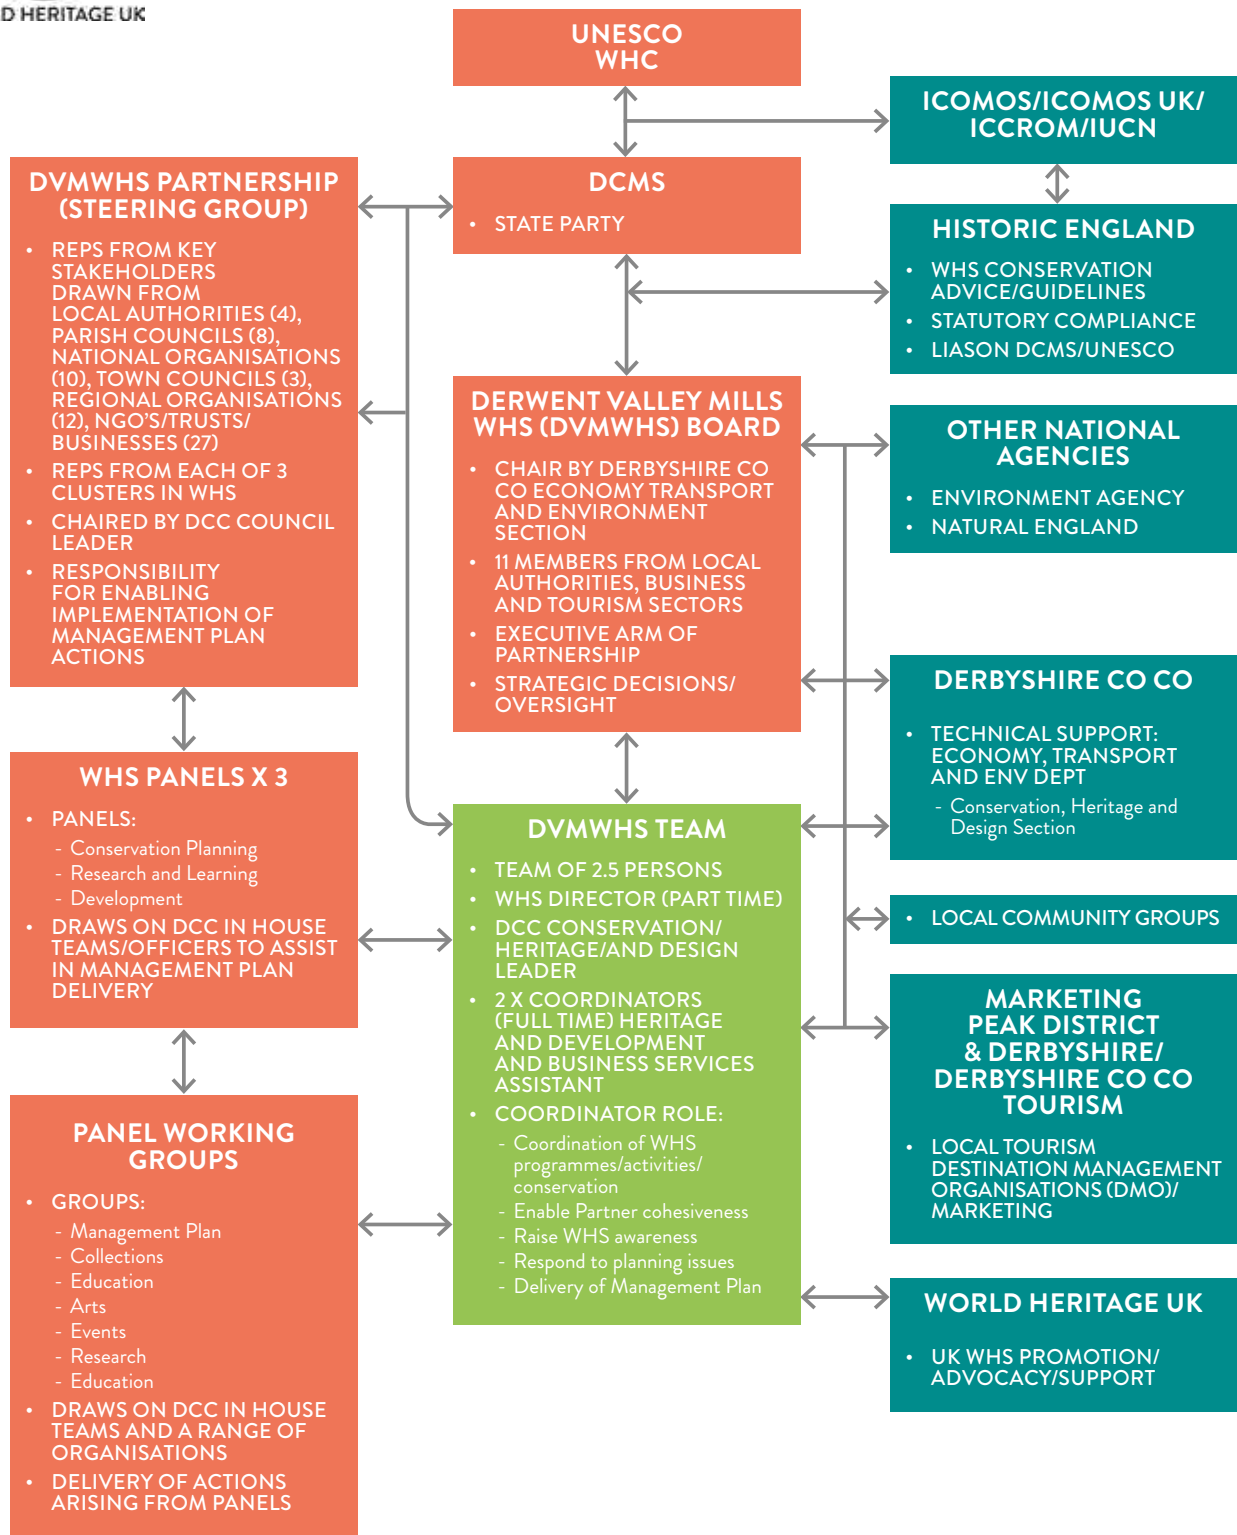 D HERITAGE UK
UNESCO
WHC
ICOMOS/ICOMOS UK/
ICCROM/IUCN
DVMWHS PARTNERSHIP
(STEERING GROUP)
• REPS FROM KEY
STAKEHOLDERS
DRAWN FROM
LOCAL AUTHORITIES (4),
PARISH COUNCILS (8),
NATIONAL ORGANISATIONS
(10), TOWN COUNCILS (3),
REGIONAL ORGANISATIONS
(12), NGO'S/TRUSTS/
BUSINESSES (27)
• REPS FROM EACH OF 3
CLUSTERS IN WHS
• CHAIRED BY DCC COUNCIL
LEADER
• RESPONSIBILITY
FOR ENABLING
IMPLEMENTATION OF
MANAGEMENT PLAN
ACTIONS
DCMS
• STATE PARTY
HISTORIC ENGLAND
• WHS CONSERVATION
ADVICE/GUIDELINES
• STATUTORY COMPLIANCE
• LIASON DCMS/UNESCO
DERWENT VALLEY MILLS
WHS (DVMWHS) BOARD
• CHAIR BY DERBYSHIRE CO
CO ECONOMY TRANSPORT
AND ENVIRONMENT
SECTION
• 11 MEMBERS FROM LOCAL
AUTHORITIES, BUSINESS
AND TOURISM SECTORS
• EXECUTIVE ARM OF
PARTNERSHIP
• STRATEGIC DECISIONS/
OVERSIGHT
OTHER NATIONAL
AGENCIES
• ENVIRONMENT AGENCY
• NATURAL ENGLAND
DERBYSHIRE CO CO
• TECHNICAL SUPPORT:
ECONOMY, TRANSPORT
AND ENV DEPT
- Conservation, Heritage and
Design Section
WHS PANELS X 3
• PANELS:
- Conservation Planning
- Research and Learning
- Development
• DRAWS ON DCC IN HOUSE
TEAMS/OFFICERS TO ASSIST
IN MANAGEMENT PLAN
DELIVERY
DVMWHS TEAM
• TEAM OF 2.5 PERSONS
• WHS DIRECTOR (PART TIME)
• DCC CONSERVATION/
HERITAGE/AND DESIGN
LEADER
• 2 X COORDINATORS
(FULL TIME) HERITAGE
AND DEVELOPMENT
AND BUSINESS SERVICES
ASSISTANT
• COORDINATOR ROLE:
- Coordination of WHS
programmes/activities/
conservation
- Enable Partner cohesiveness
- Raise WHS awareness
- Respond to planning issues
- Delivery of Management Plan
• LOCAL COMMUNITY GROUPS
MARKETING
PEAK DISTRICT
& DERBYSHIRE/
DERBYSHIRE CO CO
TOURISM
• LOCAL TOURISM
DESTINATION MANAGEMENT
ORGANISATIONS (DMO)/
MARKETING
PANEL WORKING
GROUPS
• GROUPS:
- Management Plan
- Collections
- Education
- Arts
- Events
- Research
- Education
• DRAWS ON DCC IN HOUSE
TEAMS AND A RANGE OF
ORGANISATIONS
• DELIVERY OF ACTIONS
ARISING FROM PANELS
WORLD HERITAGE UK
• UK WHS PROMOTION/
ADVOCACY/SUPPORT